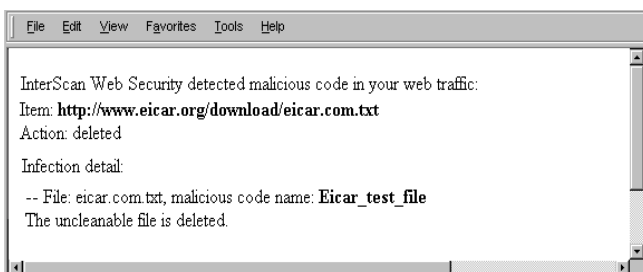 File Edit View Favorites Tools Help
InterScan Web Security detected malicious code in your web traffic:
Item: http://www.eicar.org/download/eicar.com.txt
Action: deleted
Infection detail:
-- File: eicar.com.txt, malicious code name: Eicar_test_file
The uncleanable file is deleted.